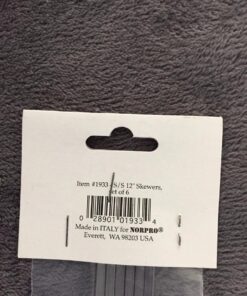 Item #1933 S/S 12" Skewers,
set of 6
0 28901 01933 4
Made in ITALY for NORPRO®
Everett, WA 98203 USA